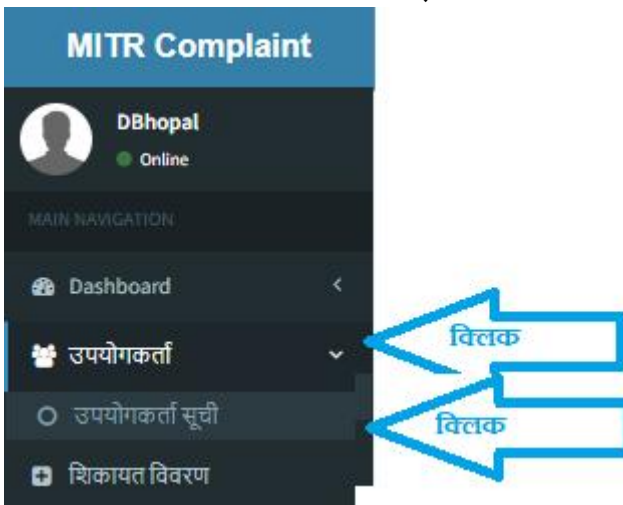 MITR Complaint
DBhopal
Online
MAIN NAVIGATION
Dashboard
उपयोगकर्ता
क्लिक
उपयोगकर्ता सूची
क्लिक
शिकायत विवरण